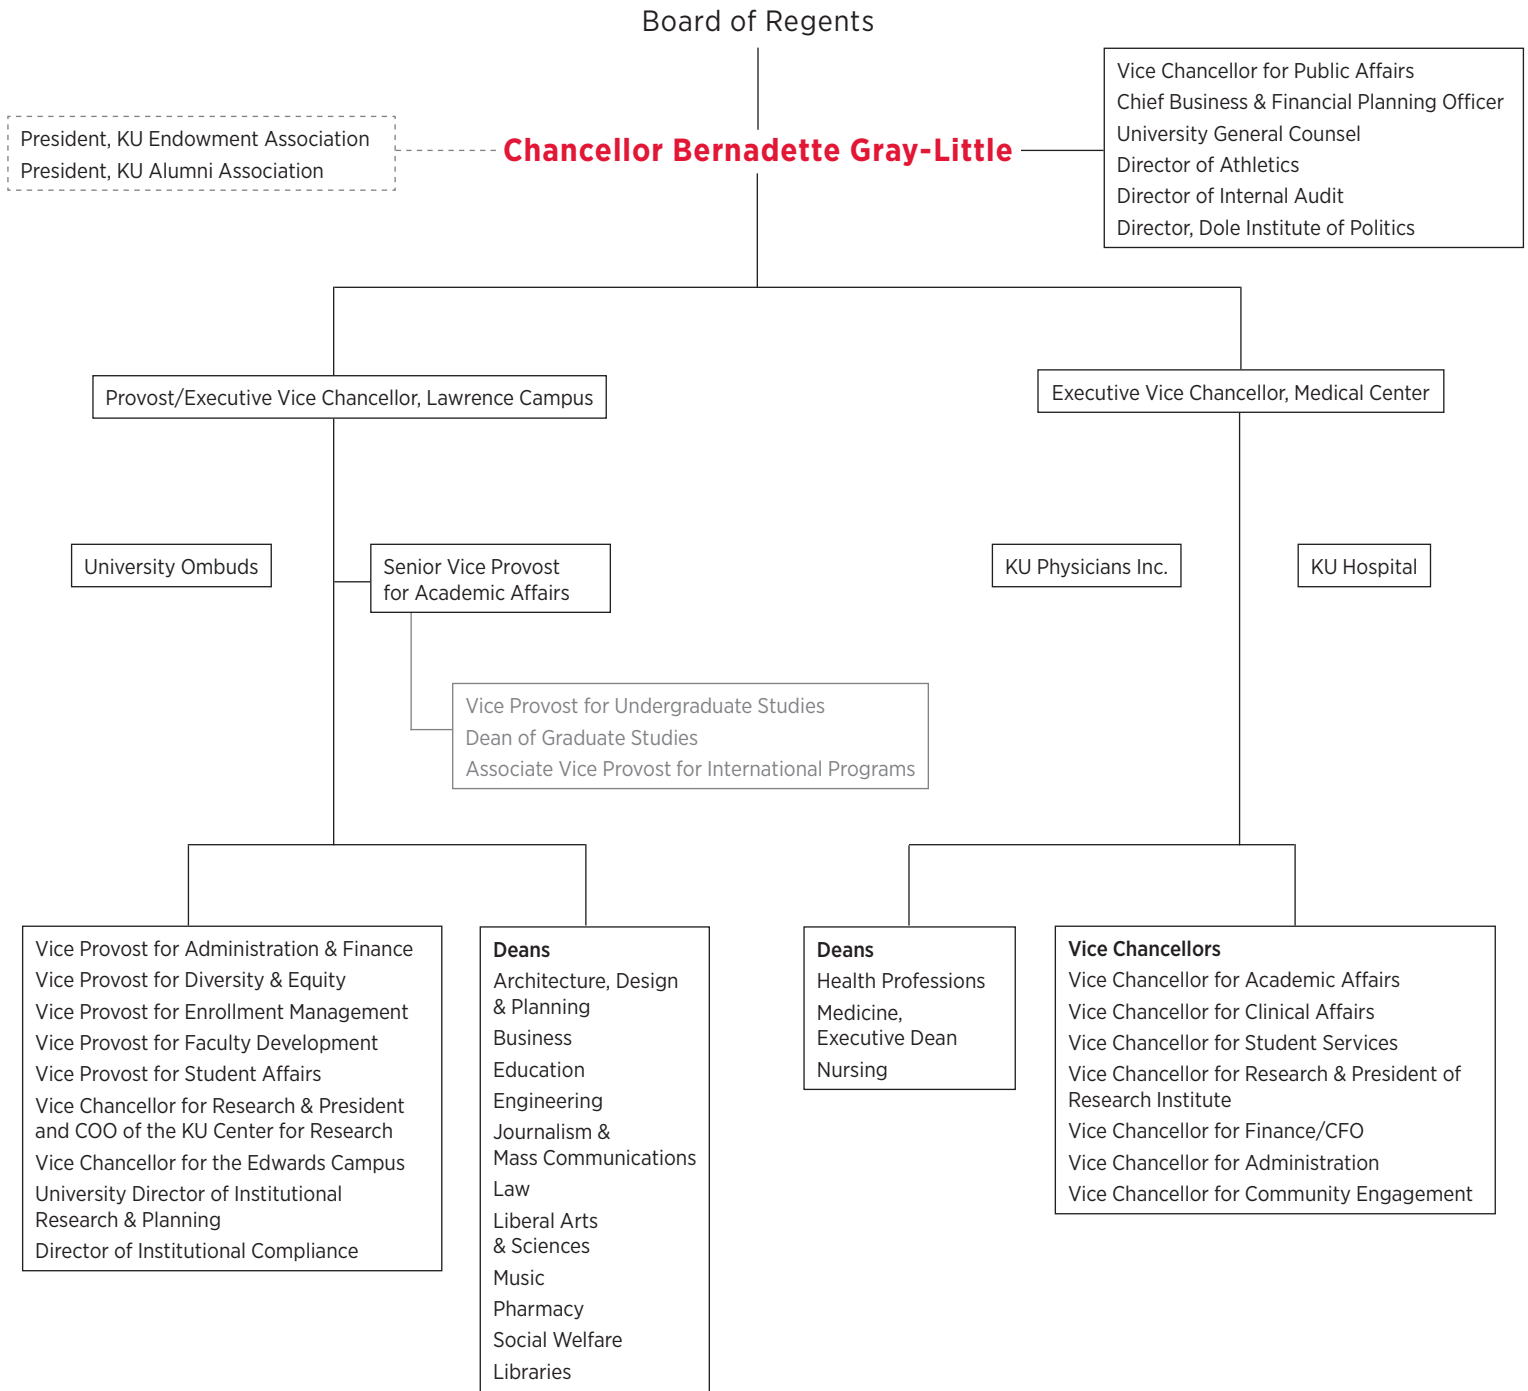 Board of Regents
Vice Chancellor for Public Affairs
Chief Business & Financial Planning Officer
University General Counsel
Director of Athletics
Director of Internal Audit
Director, Dole Institute of Politics
President, KU Endowment Association
President, KU Alumni Association
Chancellor Bernadette Gray-Little
Provost/Executive Vice Chancellor, Lawrence Campus
Executive Vice Chancellor, Medical Center
University Ombuds
Senior Vice Provost
for Academic Affairs
KU Physicians Inc.
KU Hospital
Vice Provost for Undergraduate Studies
Dean of Graduate Studies
Associate Vice Provost for International Programs
Vice Provost for Administration & Finance
Vice Provost for Diversity & Equity
Vice Provost for Enrollment Management
Vice Provost for Faculty Development
Vice Provost for Student Affairs
Vice Chancellor for Research & President
and COO of the KU Center for Research
Vice Chancellor for the Edwards Campus
University Director of Institutional
Research & Planning
Director of Institutional Compliance
Deans
Architecture, Design
& Planning
Business
Education
Engineering
Journalism &
Mass Communications
Law
Liberal Arts
& Sciences
Music
Pharmacy
Social Welfare
Libraries
Deans
Health Professions
Medicine,
Executive Dean
Nursing
Vice Chancellors
Vice Chancellor for Academic Affairs
Vice Chancellor for Clinical Affairs
Vice Chancellor for Student Services
Vice Chancellor for Research & President of
Research Institute
Vice Chancellor for Finance/CFO
Vice Chancellor for Administration
Vice Chancellor for Community Engagement